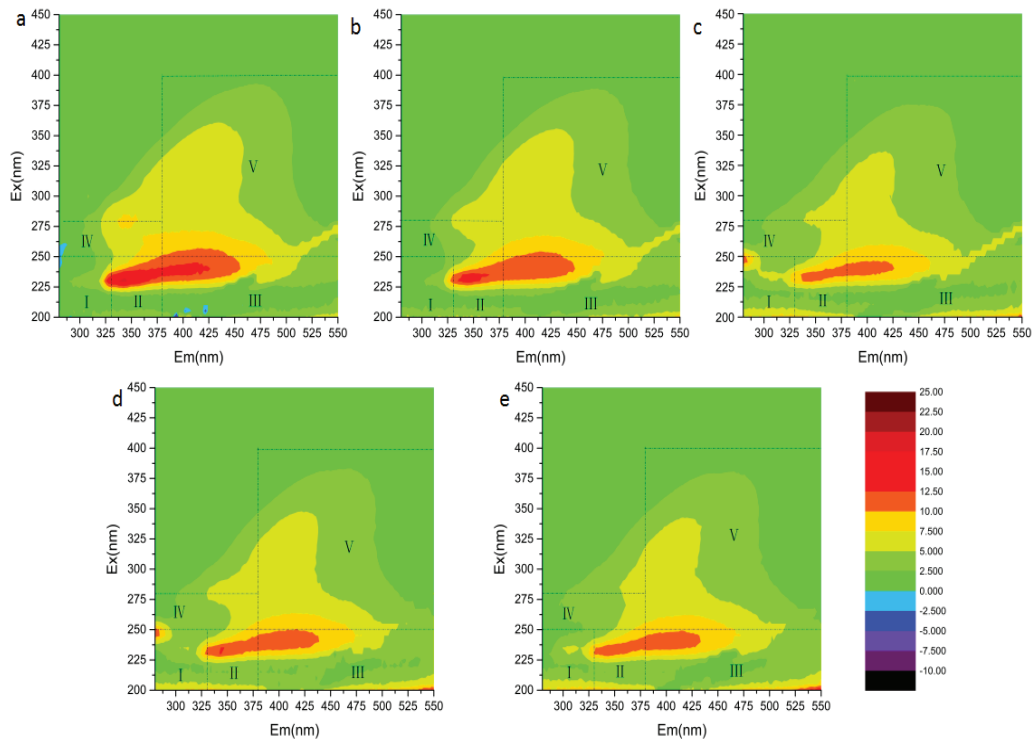 a
b
c
450 450 450
425 425 425
400 400 400
375 375 375
350 350 350
325 325 325
300 300 300
275 275 275
250 250 250
225 225 225
200 200 200
Ex(nm) Ex(nm) Ex(nm)
V V V
IV IV IV
I II III I II III I II III
300 325 350 375 400 425 450 475 500 525 550
300 325 350 375 400 425 450 475 500 525 550
300 325 350 375 400 425 450 475 500 525 550
Em(nm) Em(nm) Em(nm)
d
e
450 450
425 425
400 400
375 375
350 350
325 325
300 300
275 275
250 250
225 225
200 200
Ex(nm) Ex(nm)
V V
IV IV
I II III I II III
300 325 350 375 400 425 450 475 500 525 550
300 325 350 375 400 425 450 475 500 525 550
Em(nm) Em(nm)
25.00
22.50
20.00
17.50
15.00
12.50
10.00
7.500
5.000
2.500
0.000
-2.500
-5.000
-7.500
-10.00